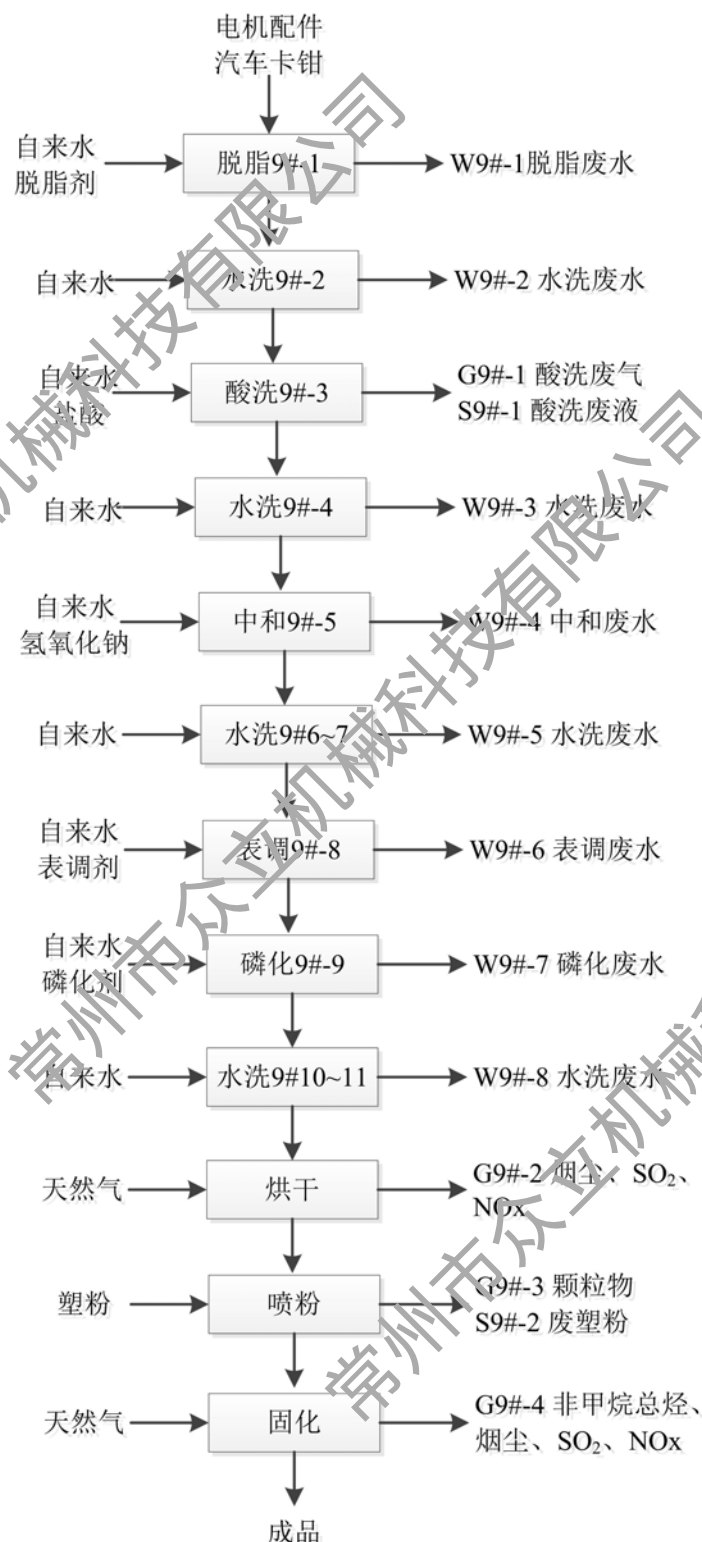 电机配件
汽车卡钳
自来水
脱脂剂
脱脂9#-1
W9#-1脱脂废水
自来水
水洗9#-2
W9#-2 水洗废水
自来水
盐酸
酸洗9#-3
G9#-1 酸洗废气
S9#-1 酸洗废液
自来水
水洗9#-4
W9#-3 水洗废水
自来水
氢氧化钠
中和9#-5
W9#-4 中和废水
自来水
水洗9#6~7
W9#-5 水洗废水
自来水
表调剂
表调9#-8
W9#-6 表调废水
自来水
磷化剂
磷化9#-9
W9#-7 磷化废水
自来水
水洗9#10~11
W9#-8 水洗废水
天然气
烘干
G9#-2 烟尘、SO₂、
NOx
塑粉
喷粉
G9#-3 颗粒物
S9#-2 废塑粉
天然气
固化
G9#-4 非甲烷总烃、
烟尘、SO₂、NOx
成品
机械科技有限公司
常州市众立机械科技有限公司
常州市众立机械科